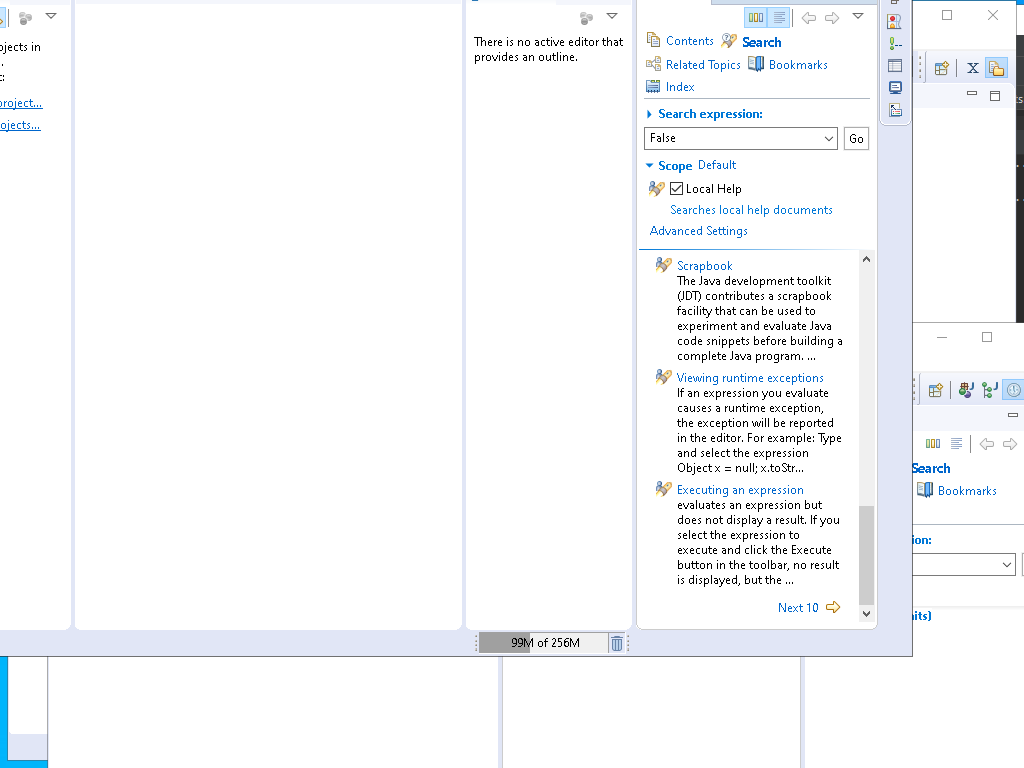 ojects in
.
c:
project...
ojects...
There is no active editor that
provides an outline.
Contents
Search
Related Topics
Bookmarks
Index
Search expression:
False
Go
Scope
Default
Local Help
Searches local help documents
Advanced Settings
Scrapbook
The Java development toolkit
(JDT) contributes a scrapbook
facility that can be used to
experiment and evaluate Java
code snippets before building a
complete Java program. ...
Viewing runtime exceptions
If an expression you evaluate
causes a runtime exception,
the exception will be reported
in the editor. For example: Type
and select the expression
Object x = null; x.toStr...
Executing an expression
evaluates an expression but
does not display a result. If you
select the expression to
execute and click the Execute
button in the toolbar, no result
is displayed, but the ...
Next 10
99M of 256M
X
Search
Bookmarks
ion: